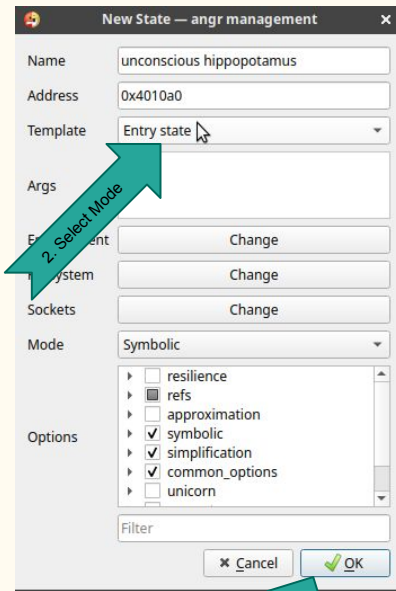 New State — angr management
Name
unconscious hippopotamus
Address
0x4010a0
Template
Entry state
Args
2. Select Mode
Change
Change
Sockets
Change
Mode
Symbolic
Options
resilience
refs
approximation
symbolic
simplification
common_options
unicorn
Filter
Cancel
OK